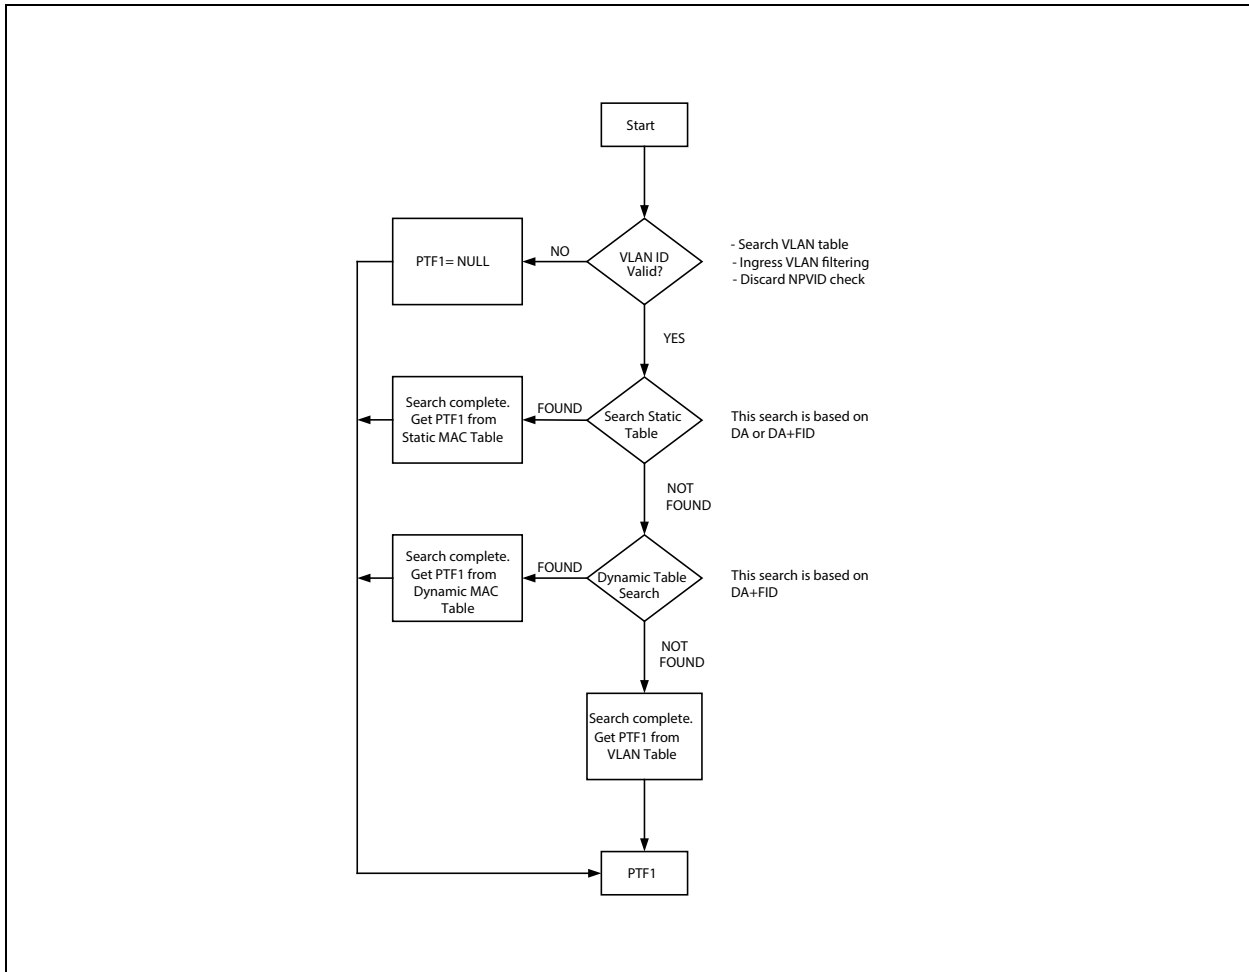 Start
PTF1= NULL
NO
VLAN ID
Valid?
- Search VLAN table
- Ingress VLAN filtering
- Discard NPVID check
YES
Search complete.
Get PTF1 from
Static MAC Table
FOUND
Search Static
Table
This search is based on
DA or DA+FID
NOT
FOUND
Search complete.
Get PTF1 from
Dynamic MAC
Table
FOUND
Dynamic Table
Search
This search is based on
DA+FID
NOT
FOUND
Search complete.
Get PTF1 from
VLAN Table
PTF1